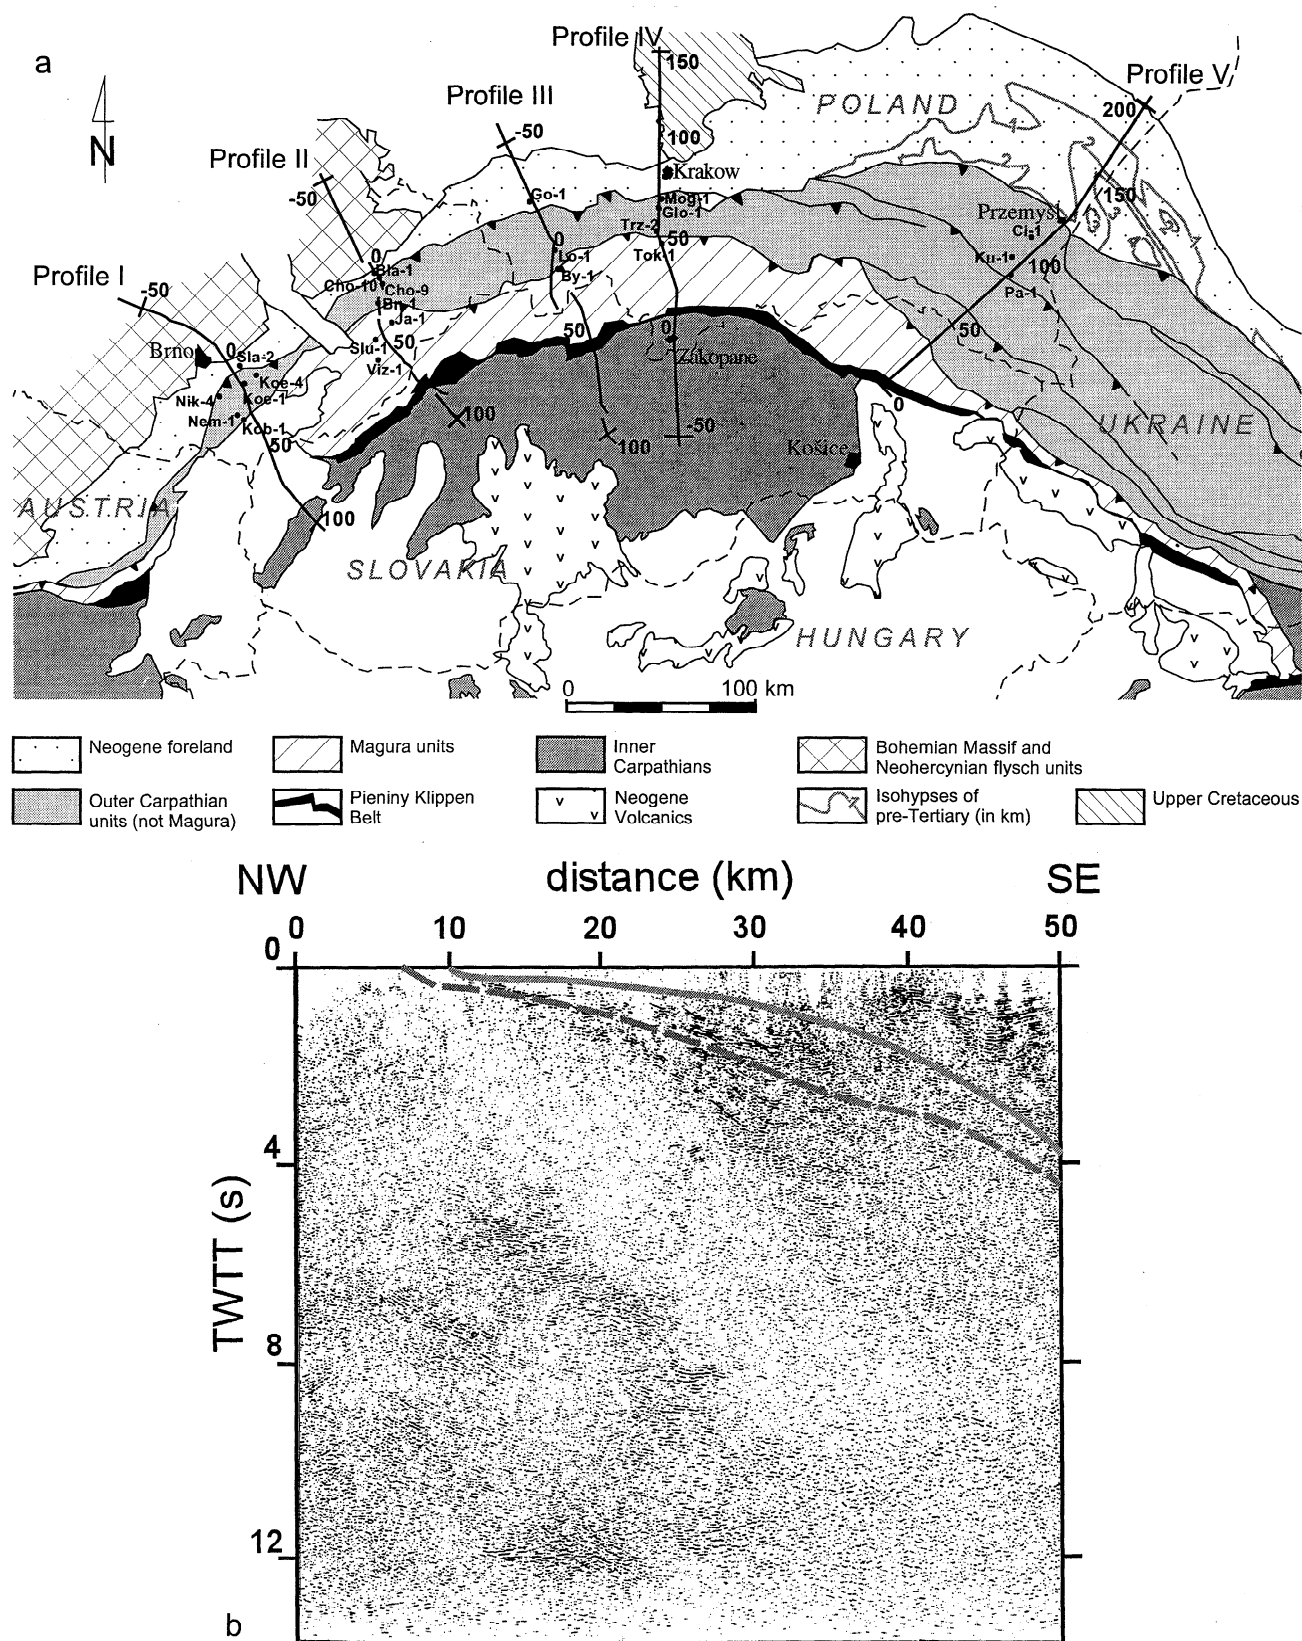 a
N
Profile I
Profile II
Profile III
Profile IV
Profile V
-50
-50
-50
150
200
POLAND
100
Krakow
Go-1
Mog-1
Glo-1
Trz-2
50
Tok-1
150
Przemysl
Ci-1
Ku-1
100
Pa-1
0
Bla-1
Cho-10
Cho-9
Bn-1
Ja-1
50
Slu-1
Viz-1
0
Lo-1
By-1
50
0
Zakopane
50
Brno
0
Sla-2
Koe-4
Koe-1
Nik-4
Nem-1
Kob-1
50
100
100
-50
0
Košice
UKRAINE
AUSTRIA
100
SLOVAKIA
HUNGARY
0
100 km
Neogene foreland
Magura units
Inner
Carpathians
Bohemian Massif and
Neohercynian flysch units
Outer Carpathian
units (not Magura)
Pieniny Klippen
Belt
Neogene
Volcanics
Isohypses of
pre-Tertiary (in km)
Upper Cretaceous
NW
distance (km)
SE
0 10 20 30 40 50
0
4
8
12
TWTT (s)
b